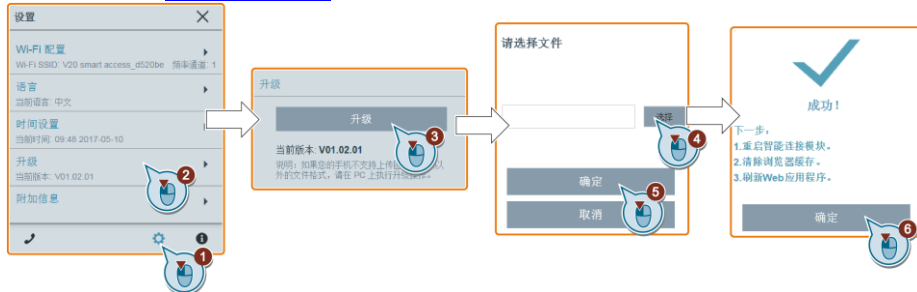 设置
Wi-Fi 配置
Wi-Fi SSID: V20 smart access_d520be 频率通道: 1
语言
当前语言: 中文
时间设置
当前时间: 09:48 2017-05-10
升级
当前版本: V01.02.01
附加信息
1
2
升级
升级
3
当前版本: V01.02.01
说明: 如果您的手机不支持上传
外的文件格式，请在 PC 上执行升级
请选择文件
选择
4
确定
5
取消
成功！
下一步，
1.重启智能连接模块。
2.清除浏览器缓存。
3.刷新Web应用程序。
确定
6